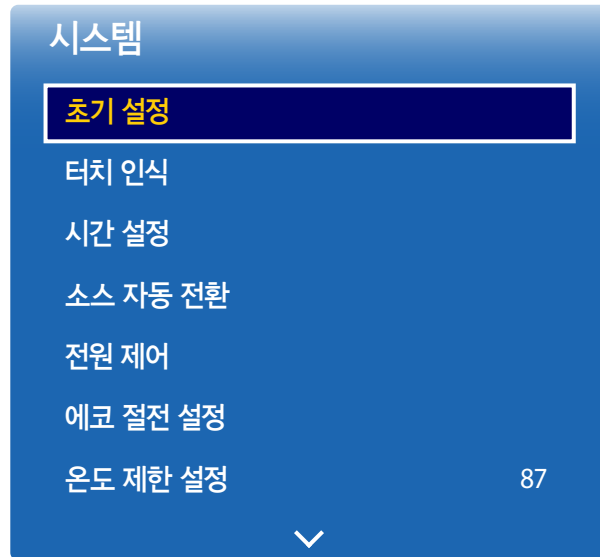 시스템
초기 설정
터치 인식
시간 설정
소스 자동 전환
전원 제어
에코 절전 설정
온도 제한 설정 87